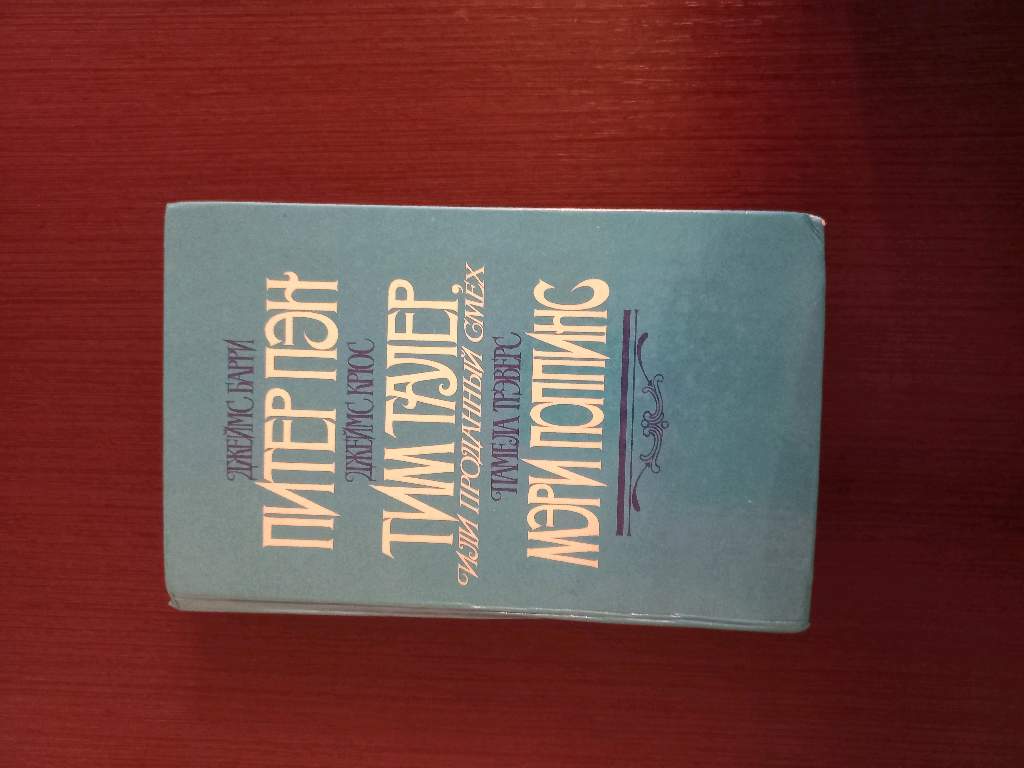 ДЖЕЙМС БАРРИ
ПИТЕР ПЭН
ДЖЕЙМС КРЮС
ТИМ ТАЛЕР,
ИЛИ ПРОДАННЫЙ СМЕХ
ПАМЕЛА ТРЭВЕРС
МЭРИ ПОППИНС